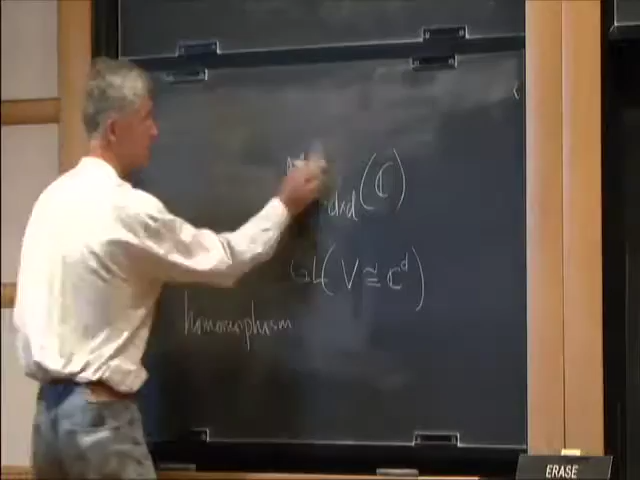 d×d(ℂ)
GL(V ≅ ℂ^d)
homomorphism
ERASE